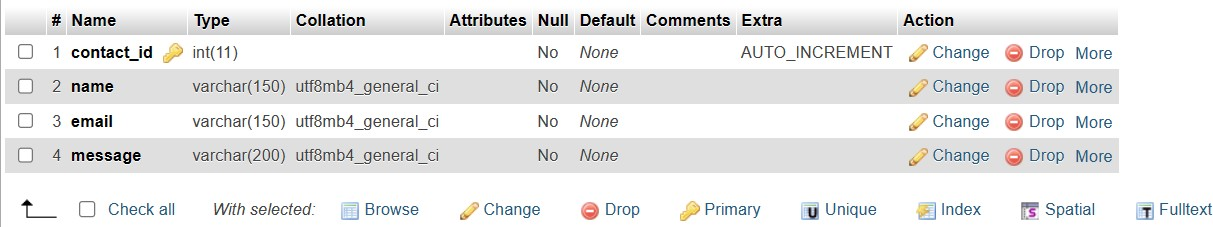 # Name Type Collation Attributes Null Default Comments Extra Action
1 contact_id int(11) No None AUTO_INCREMENT Change Drop More
2 name varchar(150) utf8mb4_general_ci No None Change Drop More
3 email varchar(150) utf8mb4_general_ci No None Change Drop More
4 message varchar(200) utf8mb4_general_ci No None Change Drop More
Check all With selected: Browse Change Drop Primary Unique Index Spatial Fulltext